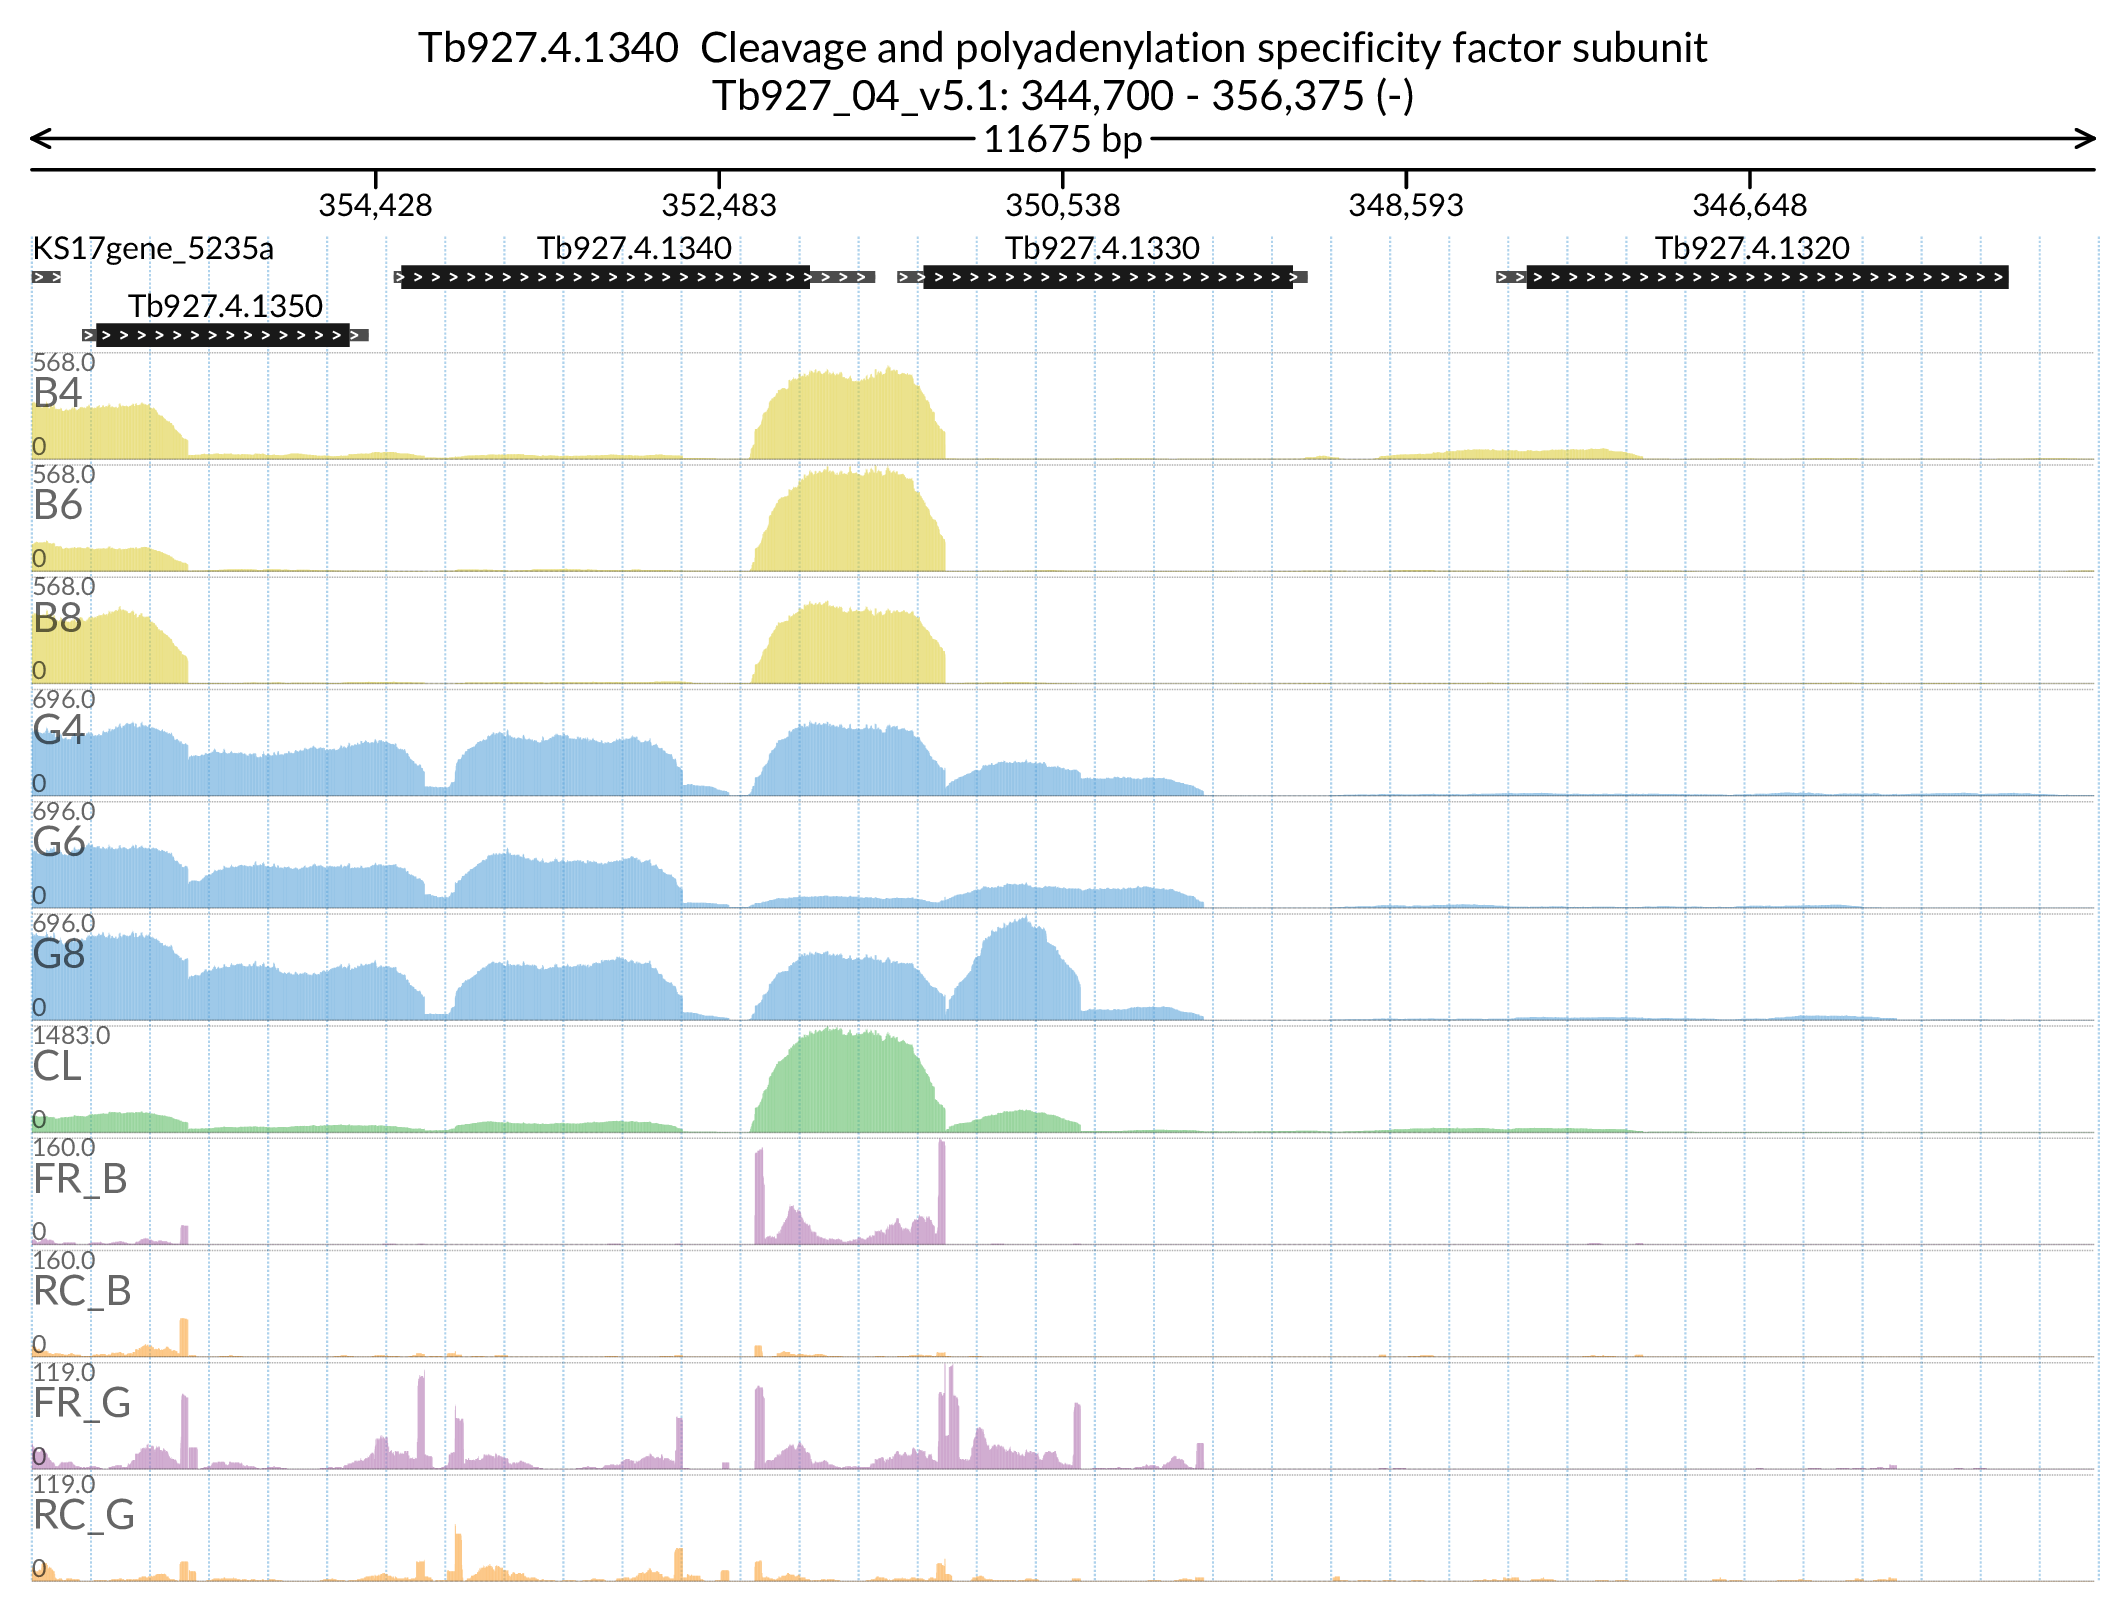 Tb927.4.1340 Cleavage and polyadenylation specificity factor subunit
Tb927_04_v5.1: 344,700 - 356,375 (-)
11675 bp
354,428 352,483 350,538 348,593 346,648
KS17gene_5235a Tb927.4.1340 Tb927.4.1330 Tb927.4.1320
Tb927.4.1350
568.0
B4
0
568.0
B6
0
568.0
B8
0
696.0
G4
0
696.0
G6
0
696.0
G8
0
1483.0
CL
0
160.0
FR_B
0
160.0
RC_B
0
119.0
FR_G
0
119.0
RC_G
0